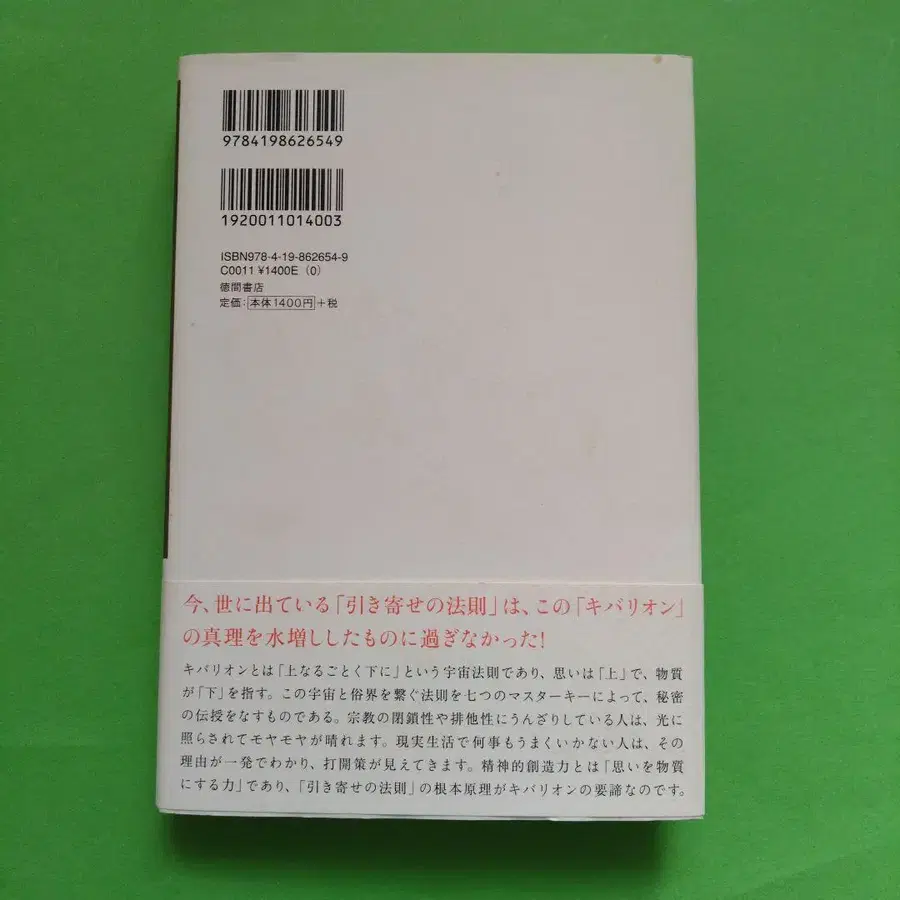 9784198626549
1920011014003
ISBN978-4-19-862654-9
C0011 ¥1400E (0)
徳間書店
定価:本体1400円+税
今、世に出ている「引き寄せの法則」は、この「キバリオン」
の真理を水増ししたものに過ぎなかった!
キバリオンとは「上なるごとく下に」という宇宙法則であり、思いは「上」で、物質
が「下」を指す。この宇宙と俗界を繋ぐ法則を七つのマスターキーによって、秘密
の伝授をなすものである。宗教の閉鎖性や排他性にうんざりしている人は、光に
照らされてモヤモヤが晴れます。現実生活で何事もうまくいかない人は、その
理由が一発でわかり、打開策が見えてきます。精神的創造力とは「思いを物質
にする力」であり、「引き寄せの法則」の根本原理がキバリオンの要諦なのです。